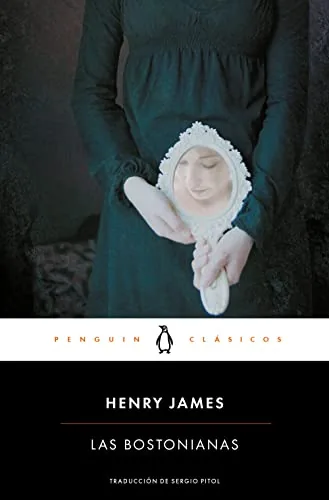 PENGUIN CLÁSICOS
HENRY JAMES
LAS BOSTONIANAS
TRADUCCIÓN DE SERGIO PITOL